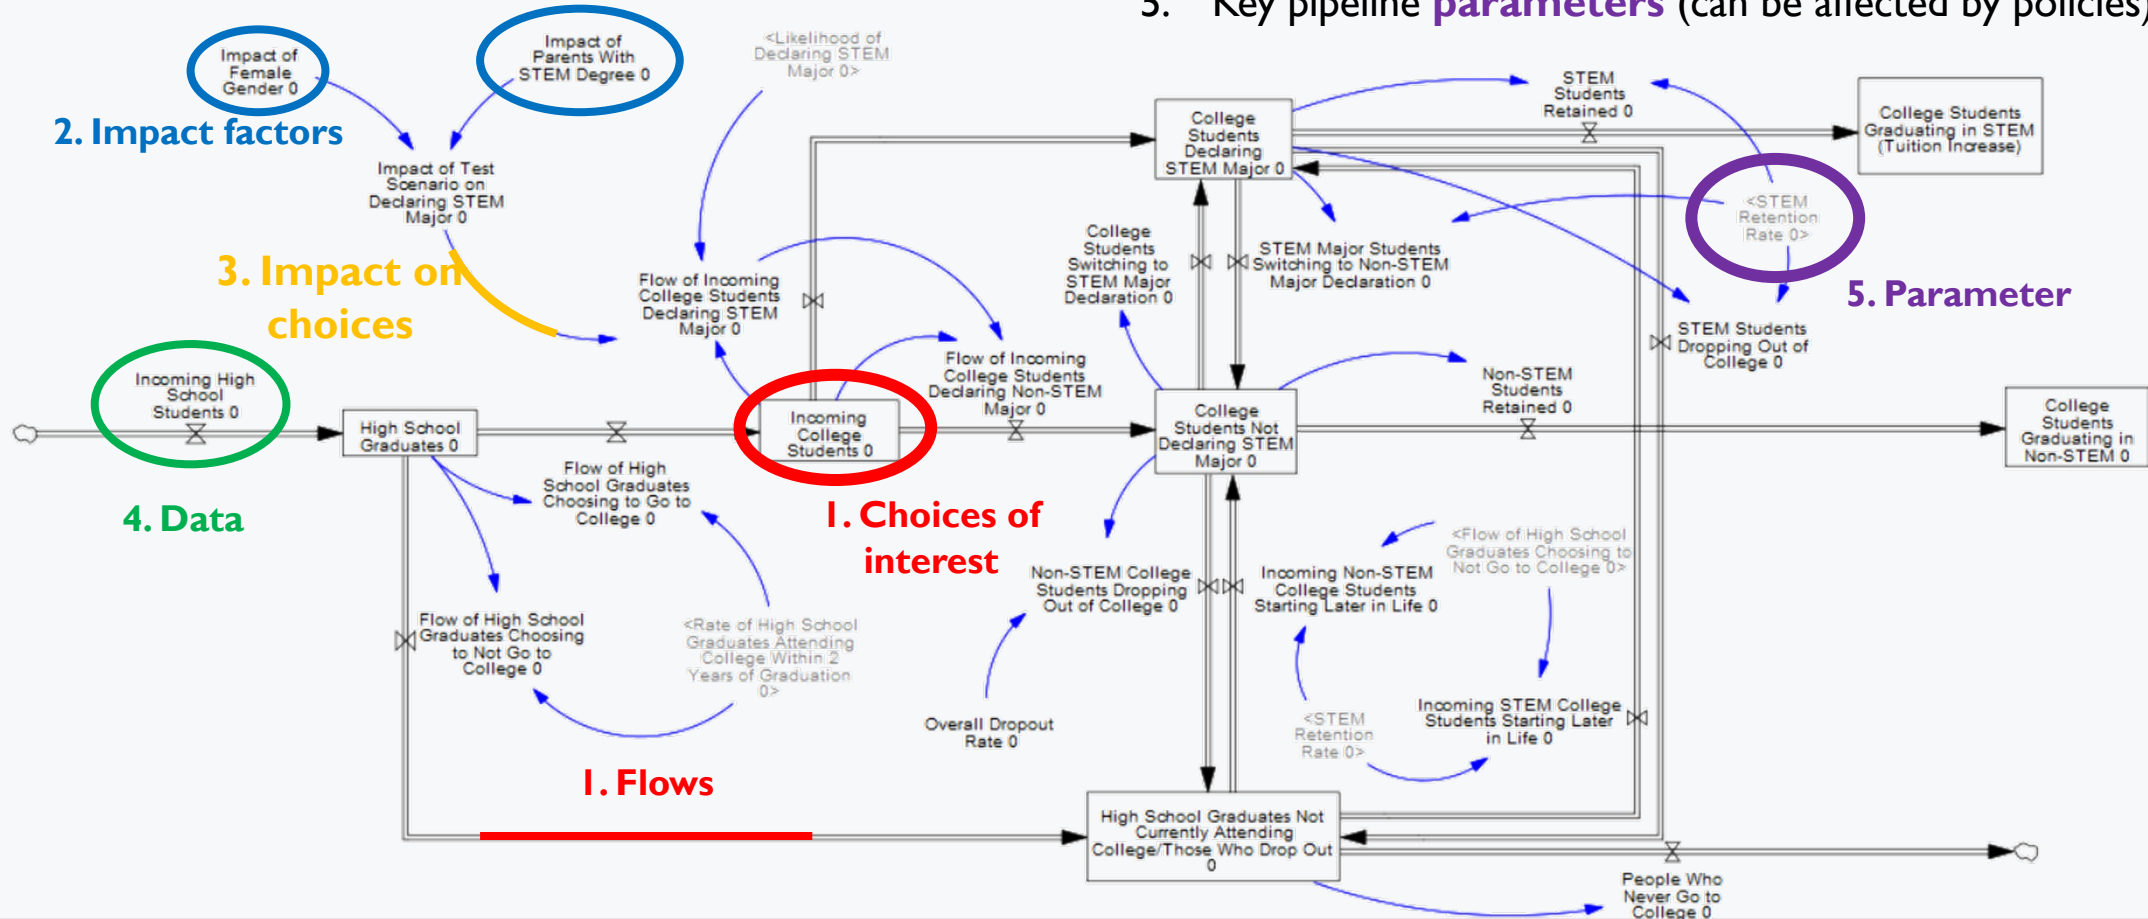 5. Key pipeline parameters (can be affected by policies)
Impact of
Female
Gender 0
Impact of
Parents With
STEM Degree 0
<Likelihood of
Declaring STEM
Major 0>
2. Impact factors
Impact of Test
Scenario on
Declaring STEM
Major 0
3. Impact on
choices
Flow of Incoming
College Students
Declaring STEM
Major 0
College
Students
Declaring
STEM Major 0
STEM
Students
Retained 0
College Students
Graduating in STEM
(Tuition Increase)
<STEM
Retention
Rate 0>
5. Parameter
College
Students
Switching to
STEM Major
Declaration 0
STEM Major Students
Switching to Non-STEM
Major Declaration 0
STEM Students
Dropping Out of
College 0
Incoming High
School
Students 0
4. Data
High School
Graduates 0
Incoming
College
Students 0
1. Choices of
interest
Flow of Incoming
College Students
Declaring Non-STEM
Major 0
College
Students Not
Declaring STEM
Major 0
Non-STEM
Students
Retained 0
College
Students
Graduating in
Non-STEM 0
Flow of High
School Graduates
Choosing to Go to
College 0
Flow of High School
Graduates Choosing
to Not Go to
College 0
<Rate of High School
Graduates Attending
College Within 2
Years of Graduation
0>
Non-STEM College
Students Dropping
Out of College 0
Overall Dropout
Rate 0
Incoming Non-STEM
College Students
Starting Later in Life 0
<Flow of High School
Graduates Choosing to
Not Go to College 0>
<STEM
Retention
Rate 0>
Incoming STEM College
Students Starting Later
in Life 0
1. Flows
High School Graduates Not
Currently Attending
College/Those Who Drop Out
0
People Who
Never Go to
College 0